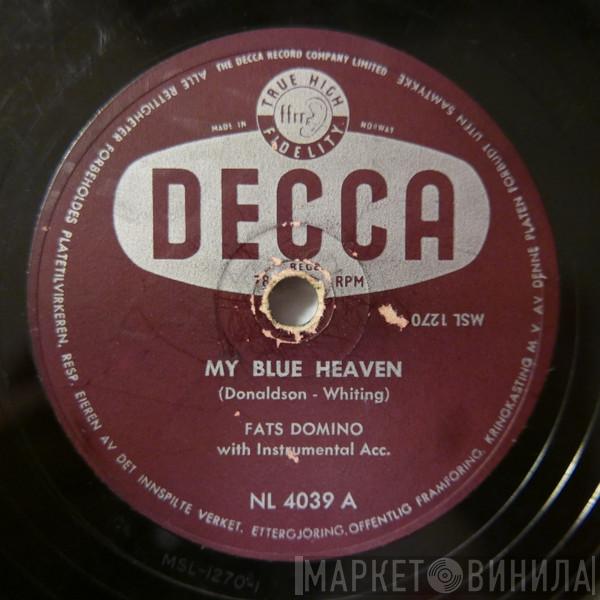 THE DECCA RECORD COMPANY LIMITED
ALLE RETTIGHETER FORBEHOLDES PLATETILVIRKEREN, RESP. EIEREN AV DET INNSPILTE VERKET. ETTERGJØRING, OFFENTLIG FRAMFØRING, KRINGKASTING M. V. AV DENNE PLATEN FORBUDT UTEN SAMTYKKE
TRUE HIGH
ffrr
FIDELITY
MADE IN NORWAY
DECCA
RPM
MSL 1270
MY BLUE HEAVEN
(Donaldson - Whiting)
FATS DOMINO
with Instrumental Acc.
NL 4039 A
MSL-1270-1
МАРКЕТ ВИНИЛА